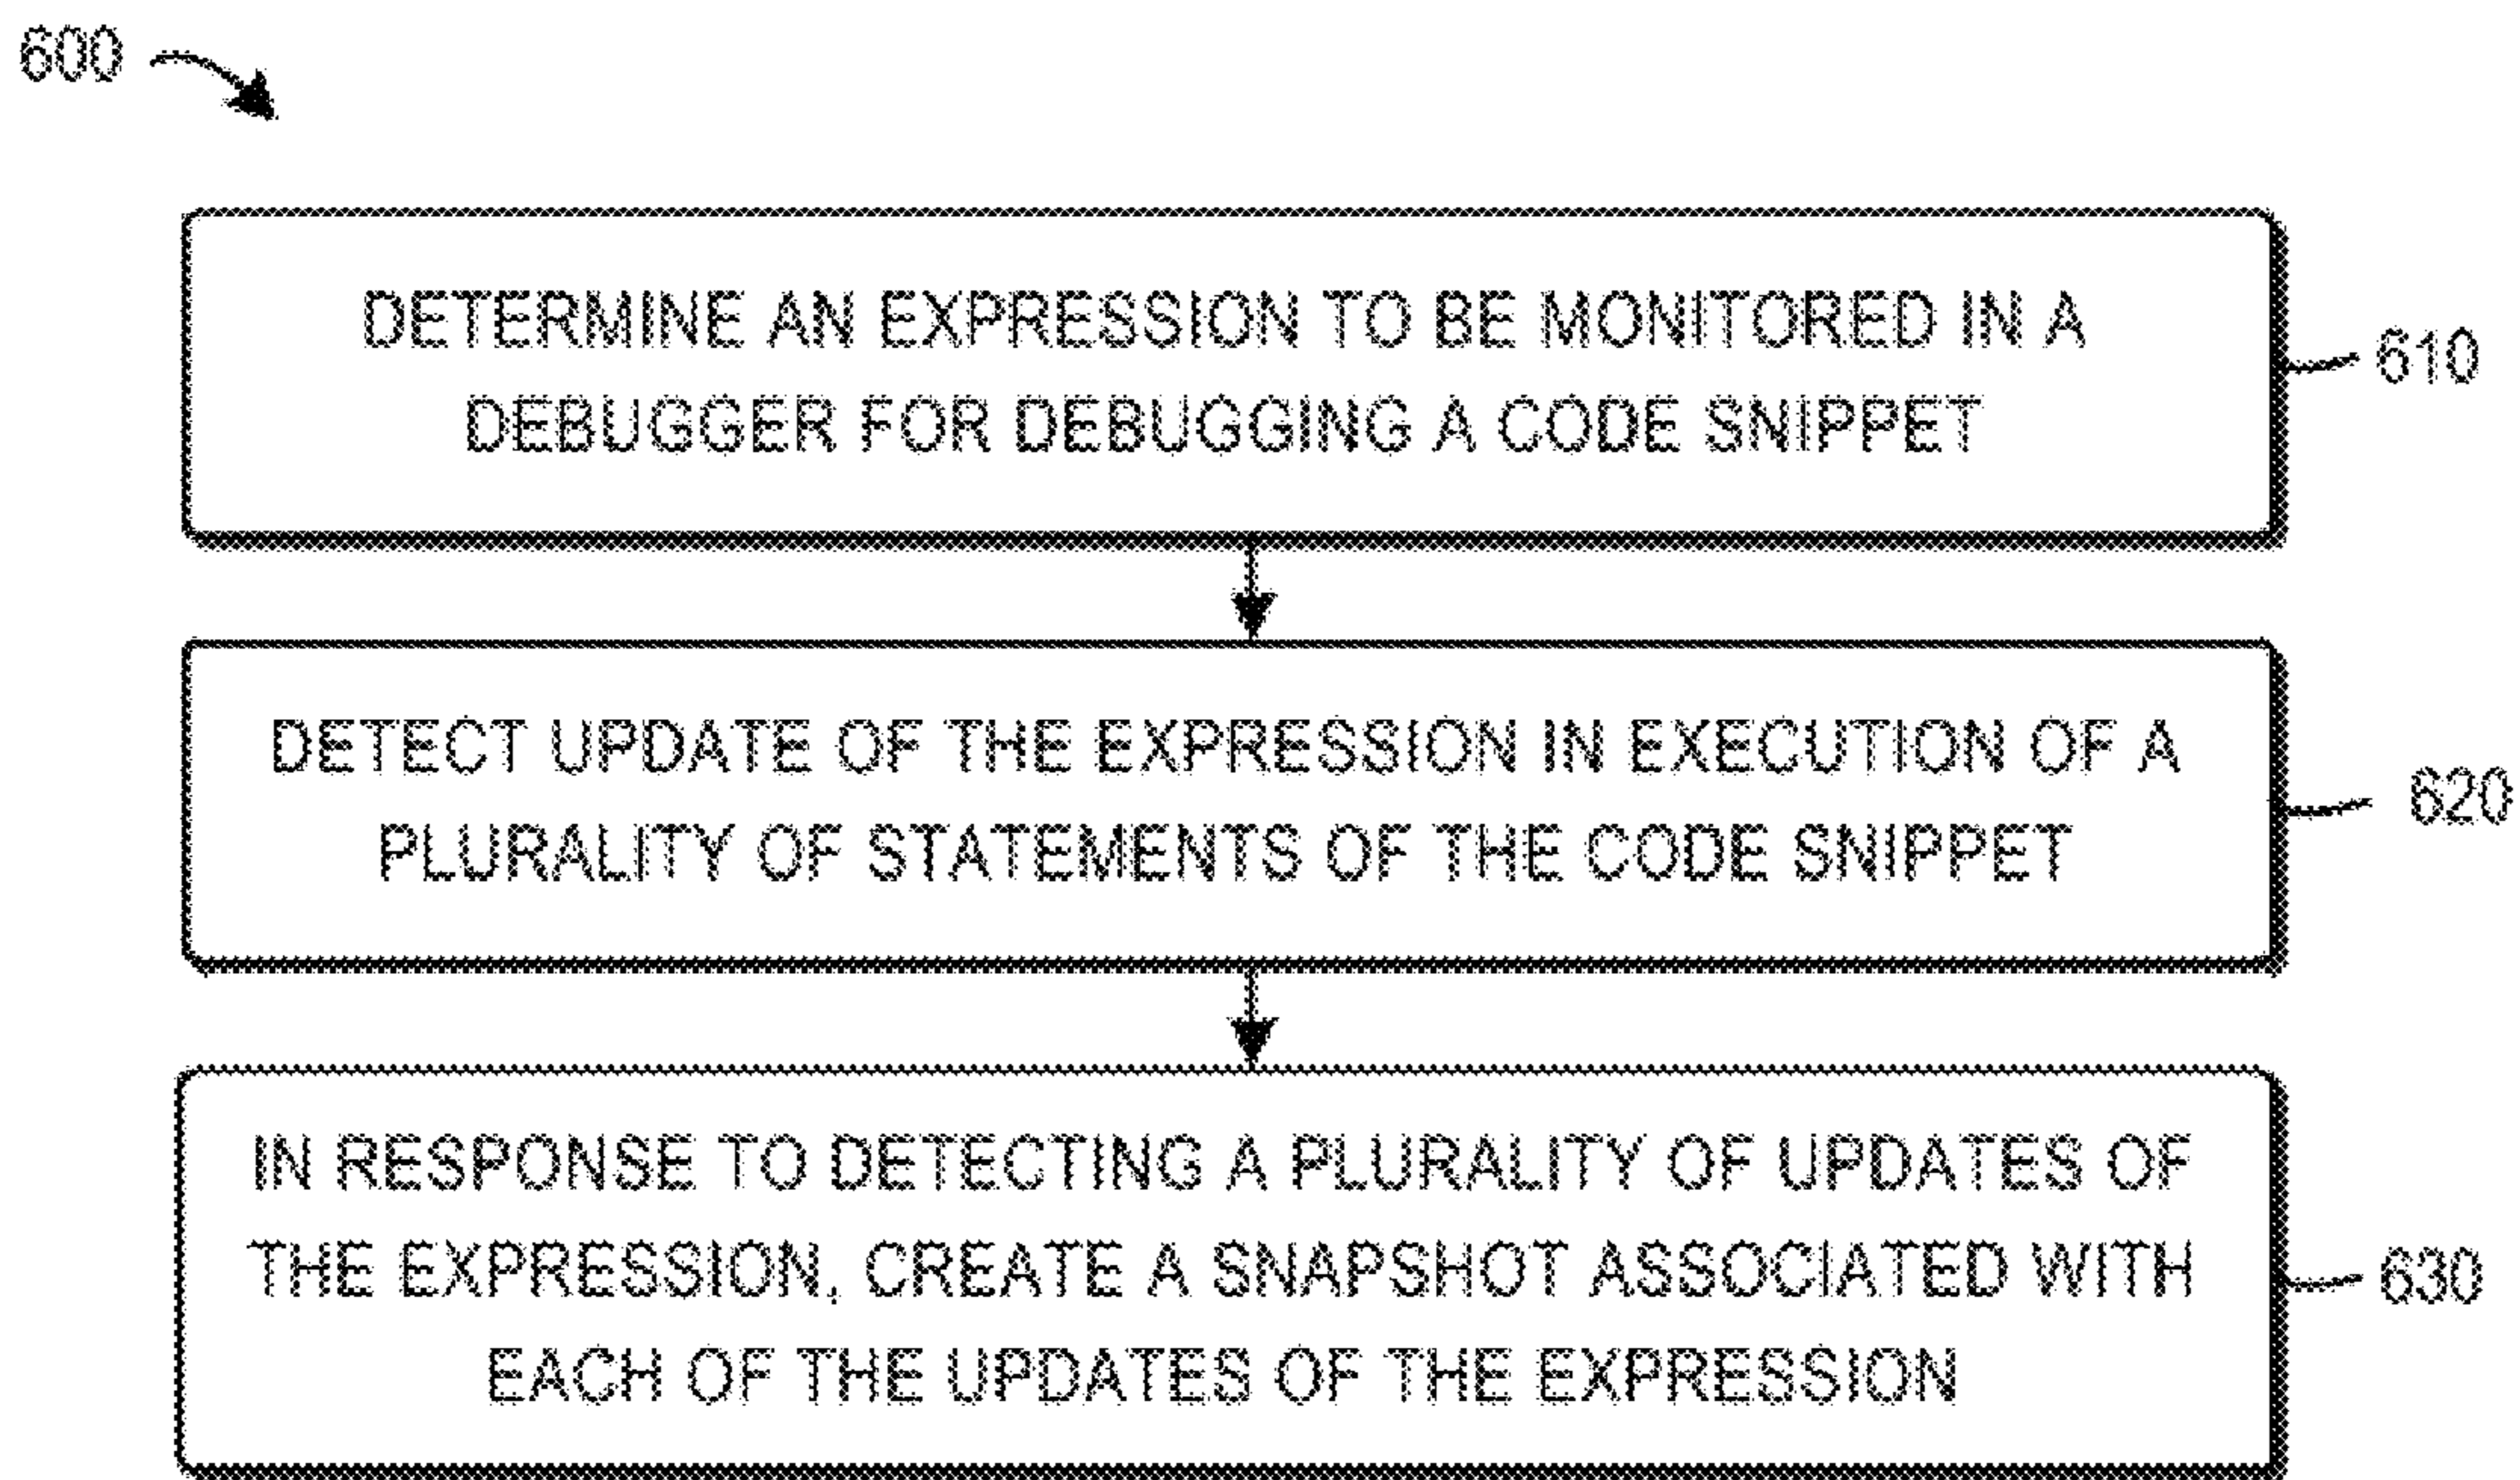 600
DETERMINE AN EXPRESSION TO BE MONITORED IN A
DEBUGGER FOR DEBUGGING A CODE SNIPPET
610
DETECT UPDATE OF THE EXPRESSION IN EXECUTION OF A
PLURALITY OF STATEMENTS OF THE CODE SNIPPET
620
IN RESPONSE TO DETECTING A PLURALITY OF UPDATES OF
THE EXPRESSION, CREATE A SNAPSHOT ASSOCIATED WITH
EACH OF THE UPDATES OF THE EXPRESSION
630